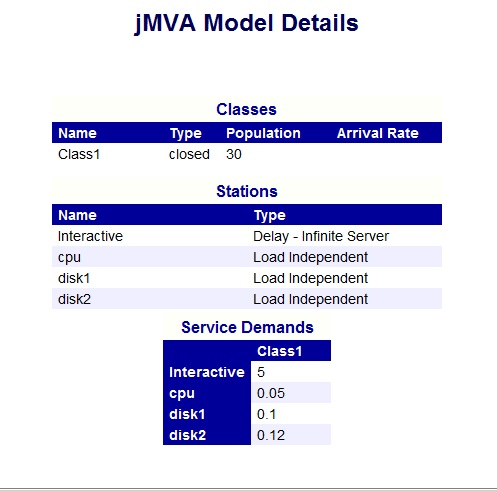 jMVA Model Details
Classes
Name Type Population Arrival Rate
Class1 closed 30
Stations
Name Type
Interactive Delay - Infinite Server
cpu Load Independent
disk1 Load Independent
disk2 Load Independent
Service Demands
Class1
Interactive 5
cpu 0.05
disk1 0.1
disk2 0.12